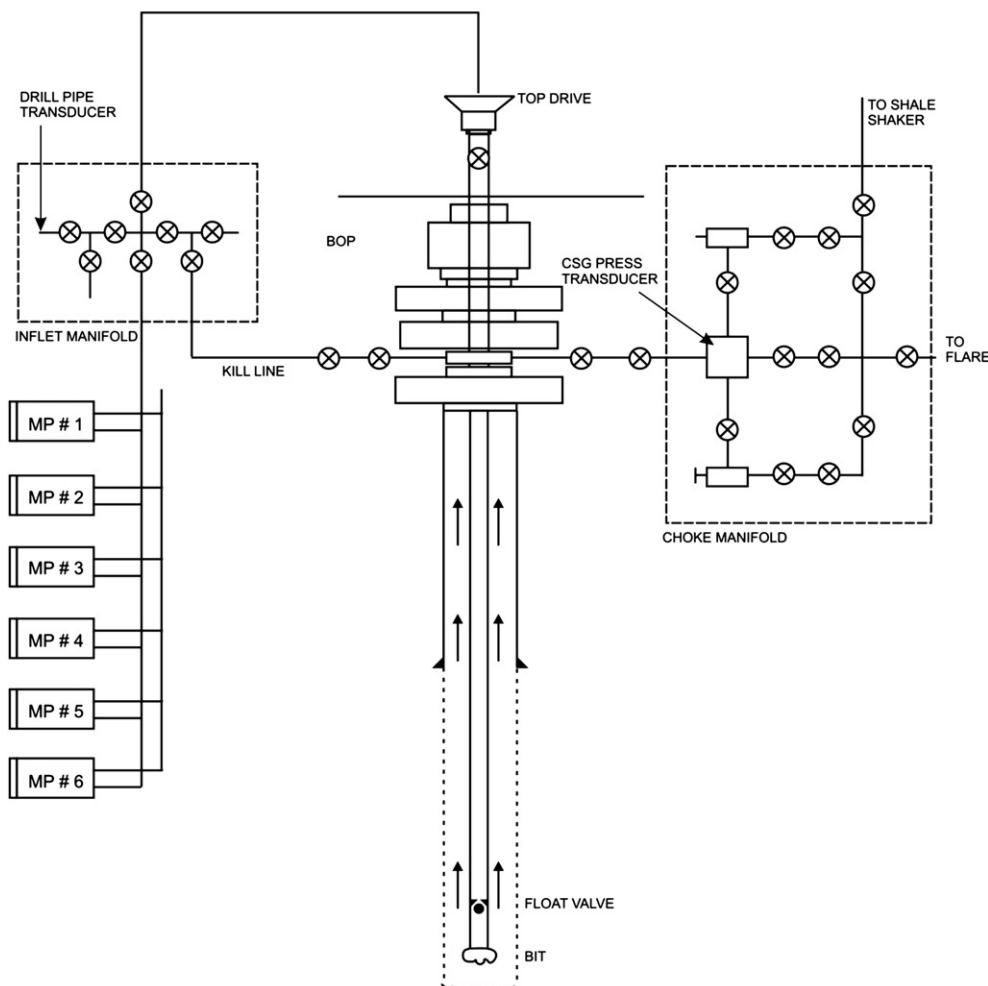 DRILL PIPE
TRANSDUCER
TOP DRIVE
TO SHALE
SHAKER
BOP
CSG PRESS
TRANSDUCER
INFLET MANIFOLD
KILL LINE
TO
FLARE
MP # 1
MP # 2
MP # 3
MP # 4
MP # 5
MP # 6
CHOKE MANIFOLD
FLOAT VALVE
BIT